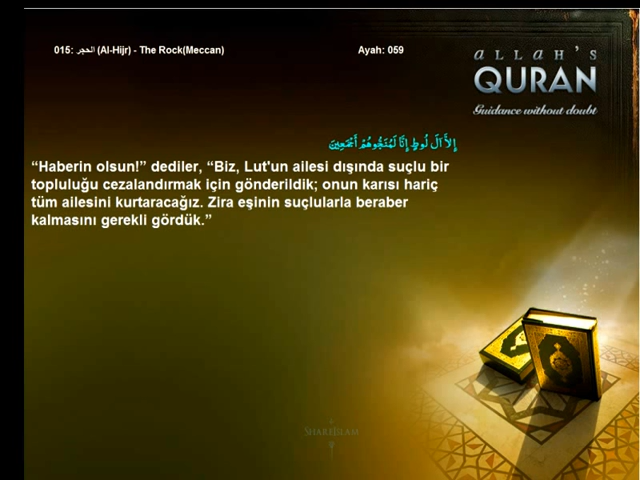 015: الحجر (Al-Hijr) - The Rock(Meccan)
Ayah: 059
ALLAH'S
QURAN
Guidance without doubt
إِلاَّ آلَ لُوطٍ إِنَّا لَمُنَجُّوهُمْ أَجْمَعِينَ
“Haberin olsun!” dediler, “Biz, Lut'un ailesi dışında suçlu bir
topluluğu cezalandırmak için gönderildik; onun karısı hariç
tüm ailesini kurtaracağız. Zira eşinin suçlularla beraber
kalmasını gerekli gördük.”
SHAREISLAM